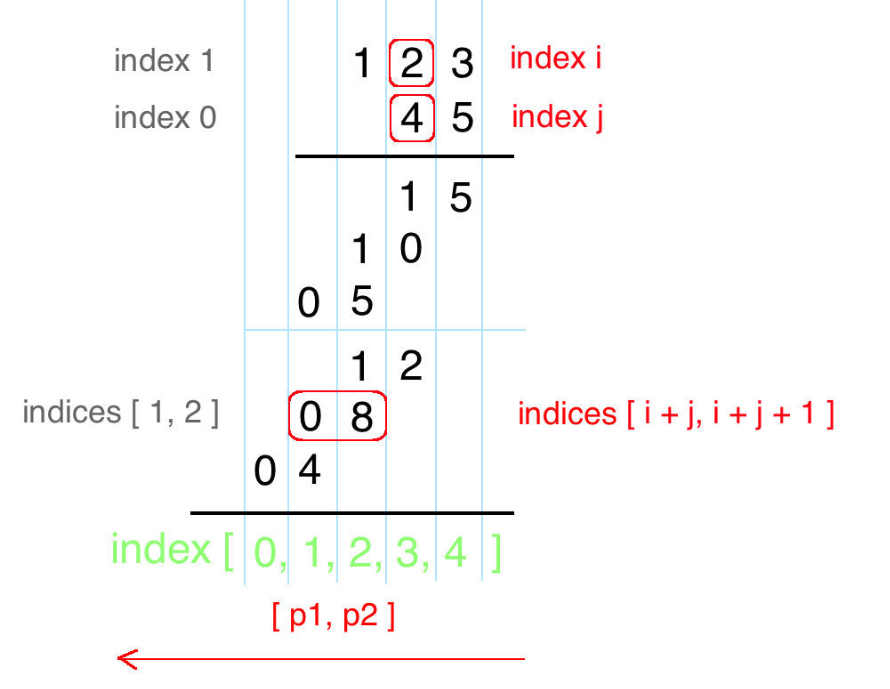 index 1 1 2 3 index i
index 0 4 5 index j
1 5
1 0
0 5
1 2
indices [ 1, 2 ] 0 8 indices [ i + j, i + j + 1 ]
0 4
index [ 0, 1, 2, 3, 4 ]
[ p1, p2 ]